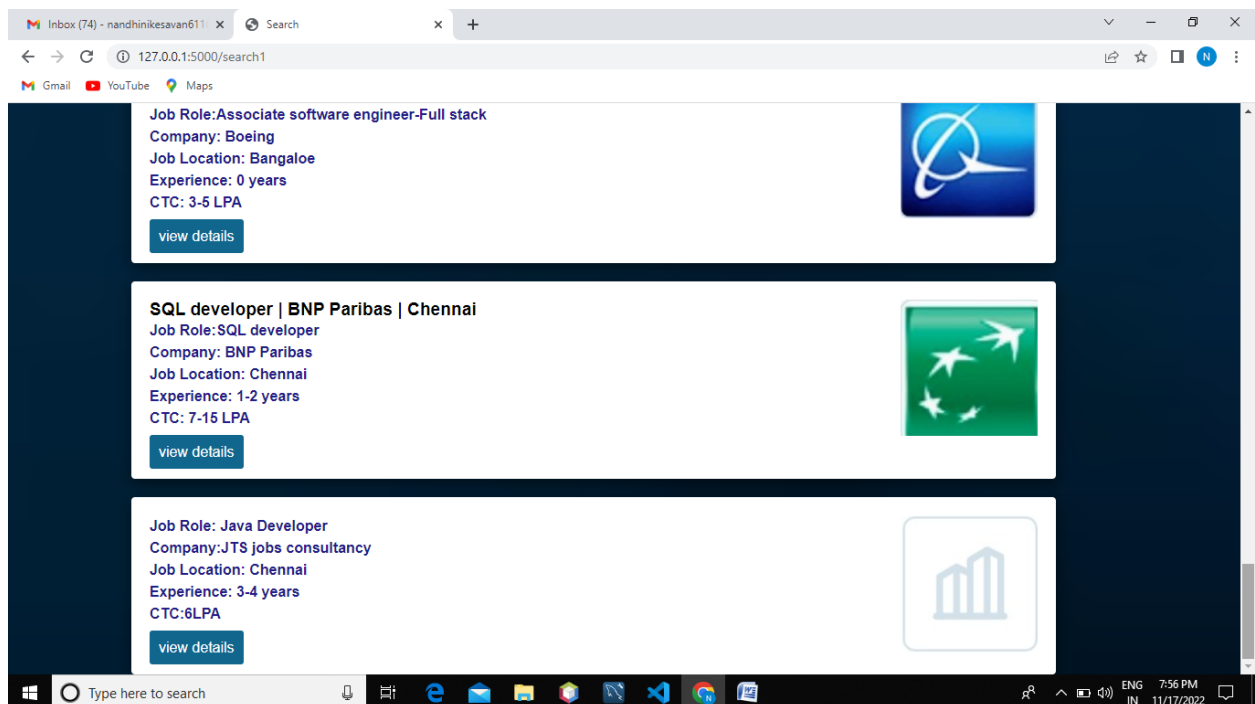 Inbox (74) - nandhinikesavan611
Search
127.0.0.1:5000/search1
Gmail YouTube Maps
N
Job Role:Associate software engineer-Full stack
Company: Boeing
Job Location: Bangaloe
Experience: 0 years
CTC: 3-5 LPA
view details
SQL developer | BNP Paribas | Chennai
Job Role:SQL developer
Company: BNP Paribas
Job Location: Chennai
Experience: 1-2 years
CTC: 7-15 LPA
view details
Job Role: Java Developer
Company:JTS jobs consultancy
Job Location: Chennai
Experience: 3-4 years
CTC:6LPA
view details
Type here to search
ENG 7:56 PM
IN 11/17/2022